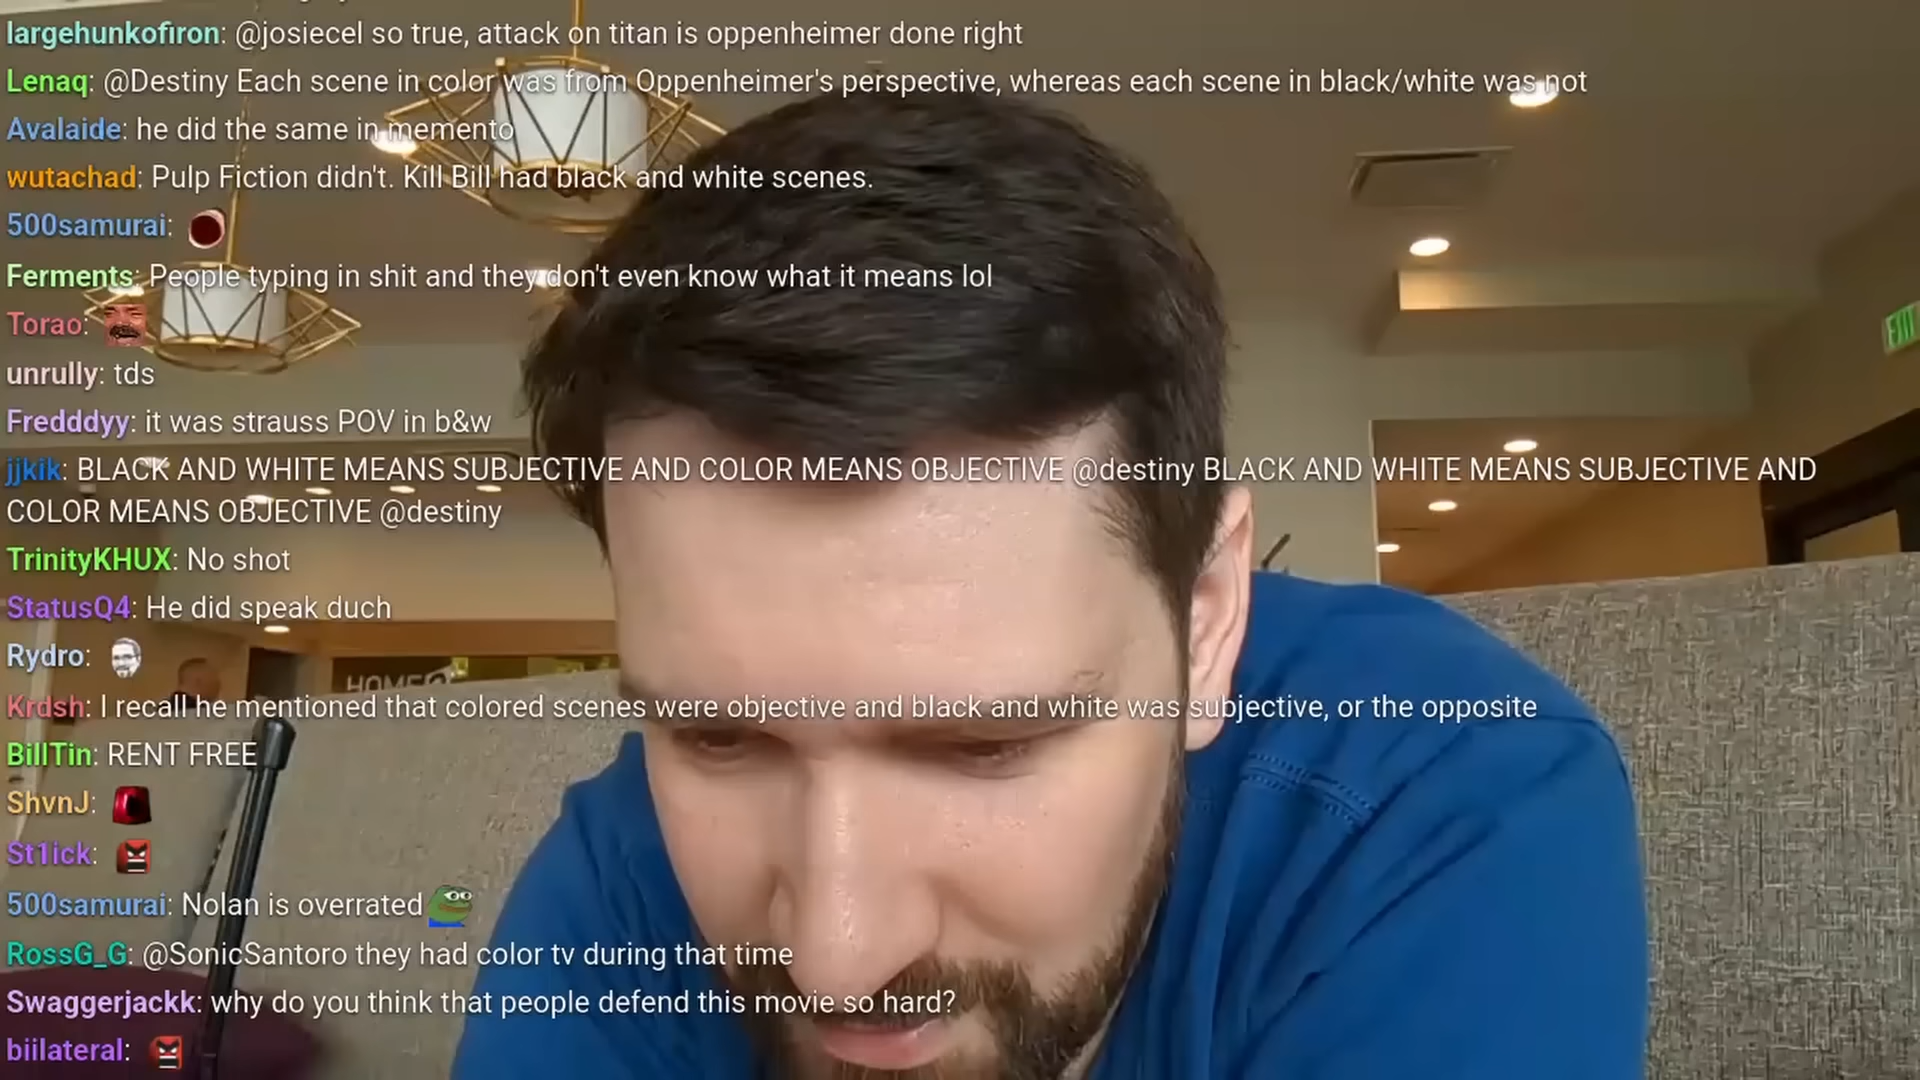 largehunkofiron: @josiecel so true, attack on titan is oppenheimer done right
Lenaq: @Destiny Each scene in color was from Oppenheimer's perspective, whereas each scene in black/white was not
Avalaide: he did the same in memento
wutachad: Pulp Fiction didn't. Kill Bill had black and white scenes.
500samurai:
Ferments: People typing in shit and they don't even know what it means lol
Torao:
unrully: tds
Fredddyy: it was strauss POV in b&w
jjkik: BLACK AND WHITE MEANS SUBJECTIVE AND COLOR MEANS OBJECTIVE @destiny BLACK AND WHITE MEANS SUBJECTIVE AND
COLOR MEANS OBJECTIVE @destiny
TrinityKHUX: No shot
StatusQ4: He did speak duch
Rydro:
HOME2
Krdsh: I recall he mentioned that colored scenes were objective and black and white was subjective, or the opposite
BillTin: RENT FREE
ShvnJ:
St1ick:
500samurai: Nolan is overrated
RossG_G: @SonicSantoro they had color tv during that time
Swaggerjackk: why do you think that people defend this movie so hard?
biilateral: